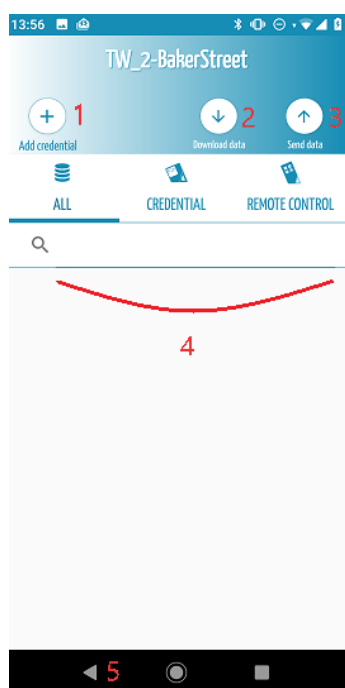 13:56
TW_2-BakerStreet
1 2 3
Add credential Download data Send data
ALL CREDENTIAL REMOTE CONTROL
4
5